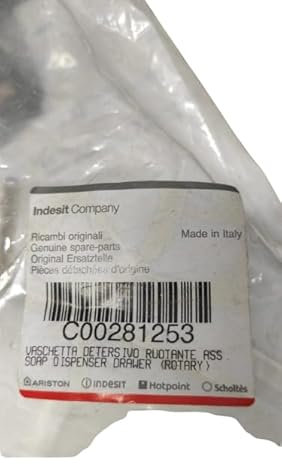 Indesit Company
Ricambi originali
Made in Italy
Genuine spare-parts
Original Ersatzteile
Pièces détachées d'origine
C00281253
VASCHETTA DETERSIVO RUOTANTE ASS
SOAP DISPENSER DRAWER (ROTARY)
ARISTON INDESIT Hotpoint Scholtès